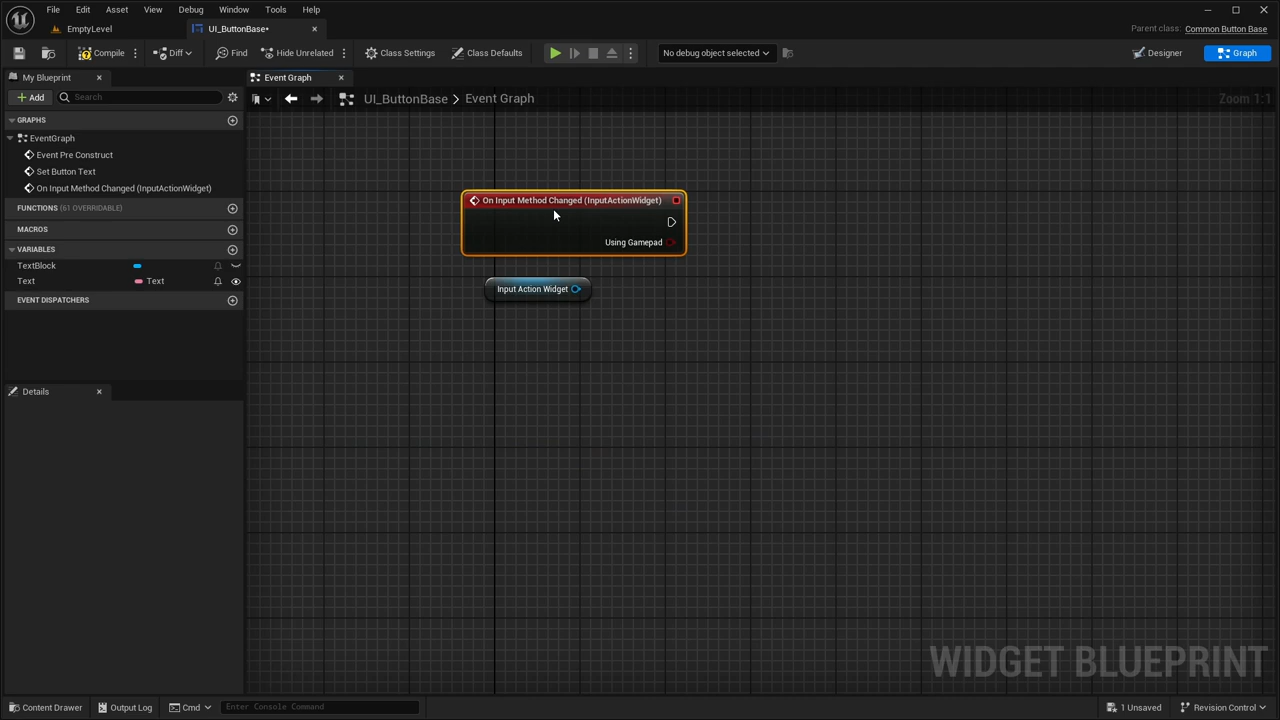 File Edit Asset View Debug Window Tools Help
EmptyLevel UI_ButtonBase*
Parent class: Common Button Base
Compile Diff Find Hide Unrelated Class Settings Class Defaults No debug object selected Designer Graph
My Blueprint
Event Graph
Add Search
UI_ButtonBase > Event Graph
Zoom 1:1
GRAPHS
EventGraph
Event Pre Construct
Set Button Text
On Input Method Changed (InputActionWidget)
FUNCTIONS (61 OVERRIDABLE)
MACROS
VARIABLES
TextBlock
Text Text
EVENT DISPATCHERS
Details
On Input Method Changed (InputActionWidget)
Using Gamepad
Input Action Widget
WIDGET BLUEPRINT
Content Drawer Output Log Cmd Enter Console Command 1 Unsaved Revision Control